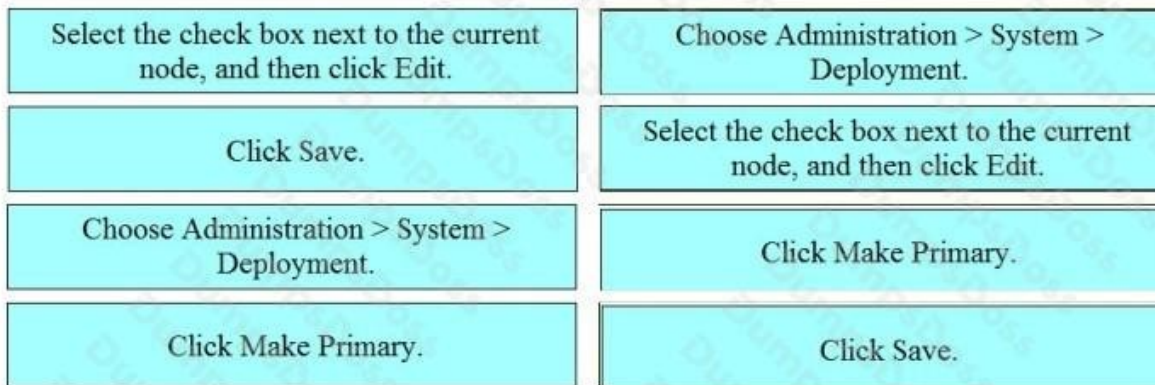 Select the check box next to the current
node, and then click Edit.
Click Save.
Choose Administration > System >
Deployment.
Click Make Primary.
Choose Administration > System >
Deployment.
Select the check box next to the current
node, and then click Edit.
Click Make Primary.
Click Save.